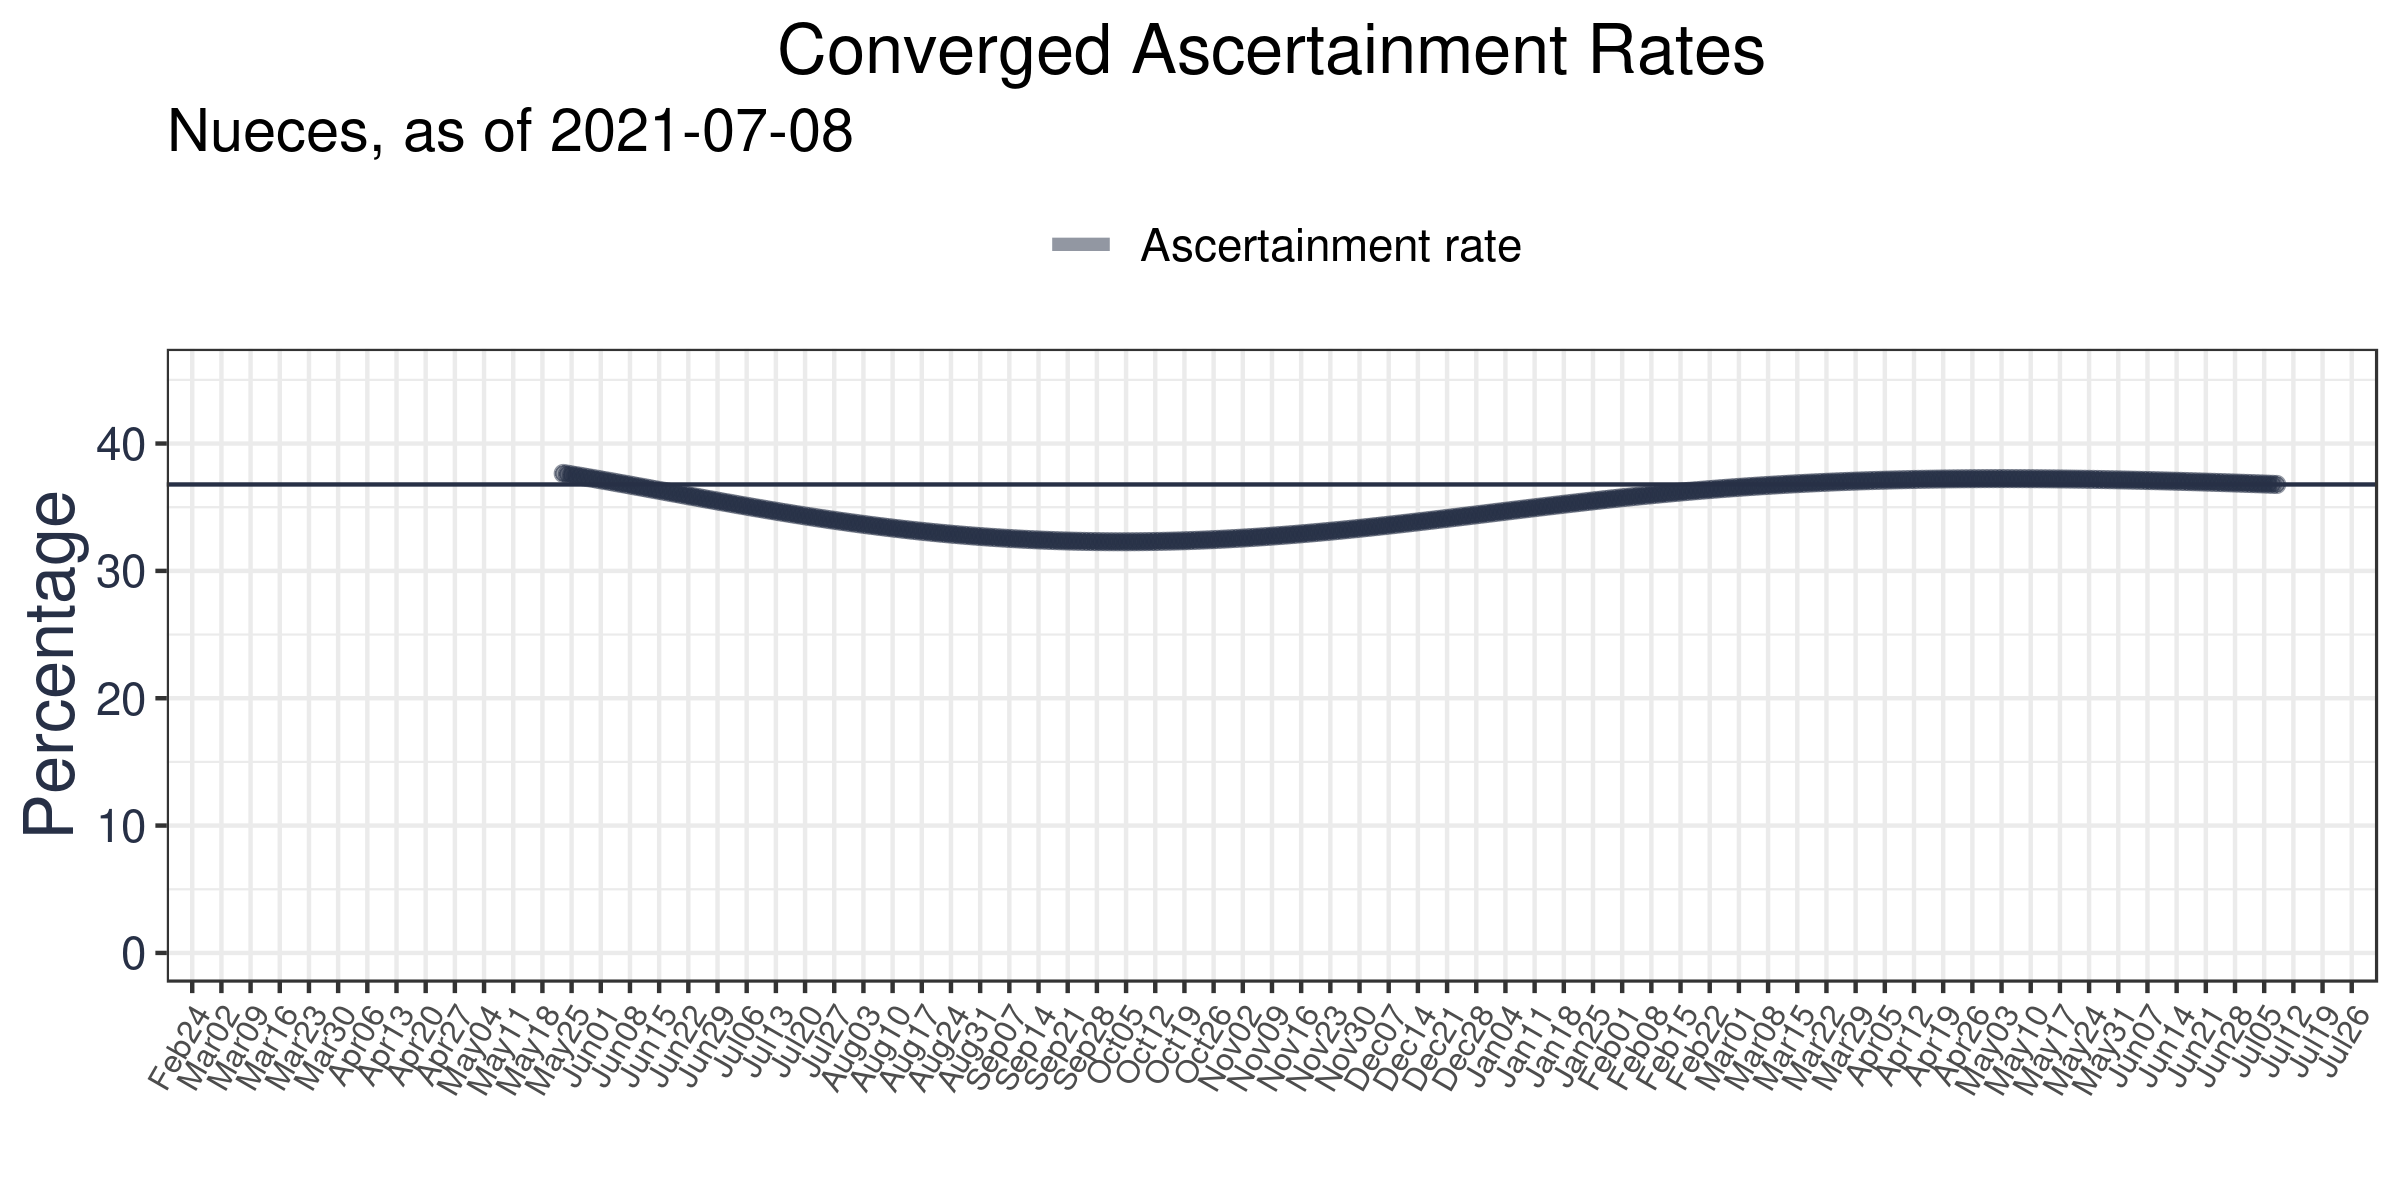 Converged Ascertainment Rates
Nueces, as of 2021-07-08
Ascertainment rate
Percentage
40
30
20
10
0
Feb24 Mar02 Mar09 Mar16 Mar23 Mar30 Apr06 Apr13 Apr20 Apr27 May04 May11 May18 May25 Jun01 Jun08 Jun15 Jun22 Jun29 Jul06 Jul13 Jul20 Jul27 Aug03 Aug10 Aug17 Aug24 Aug31 Sep07 Sep14 Sep21 Sep28 Oct05 Oct12 Oct19 Oct26 Nov02 Nov09 Nov16 Nov23 Nov30 Dec07 Dec14 Dec21 Dec28 Jan04 Jan11 Jan18 Jan25 Feb01 Feb08 Feb15 Feb22 Mar01 Mar08 Mar15 Mar22 Mar29 Apr05 Apr12 Apr19 Apr26 May03 May10 May17 May24 May31 Jun07 Jun14 Jun21 Jun28 Jul05 Jul12 Jul19 Jul26